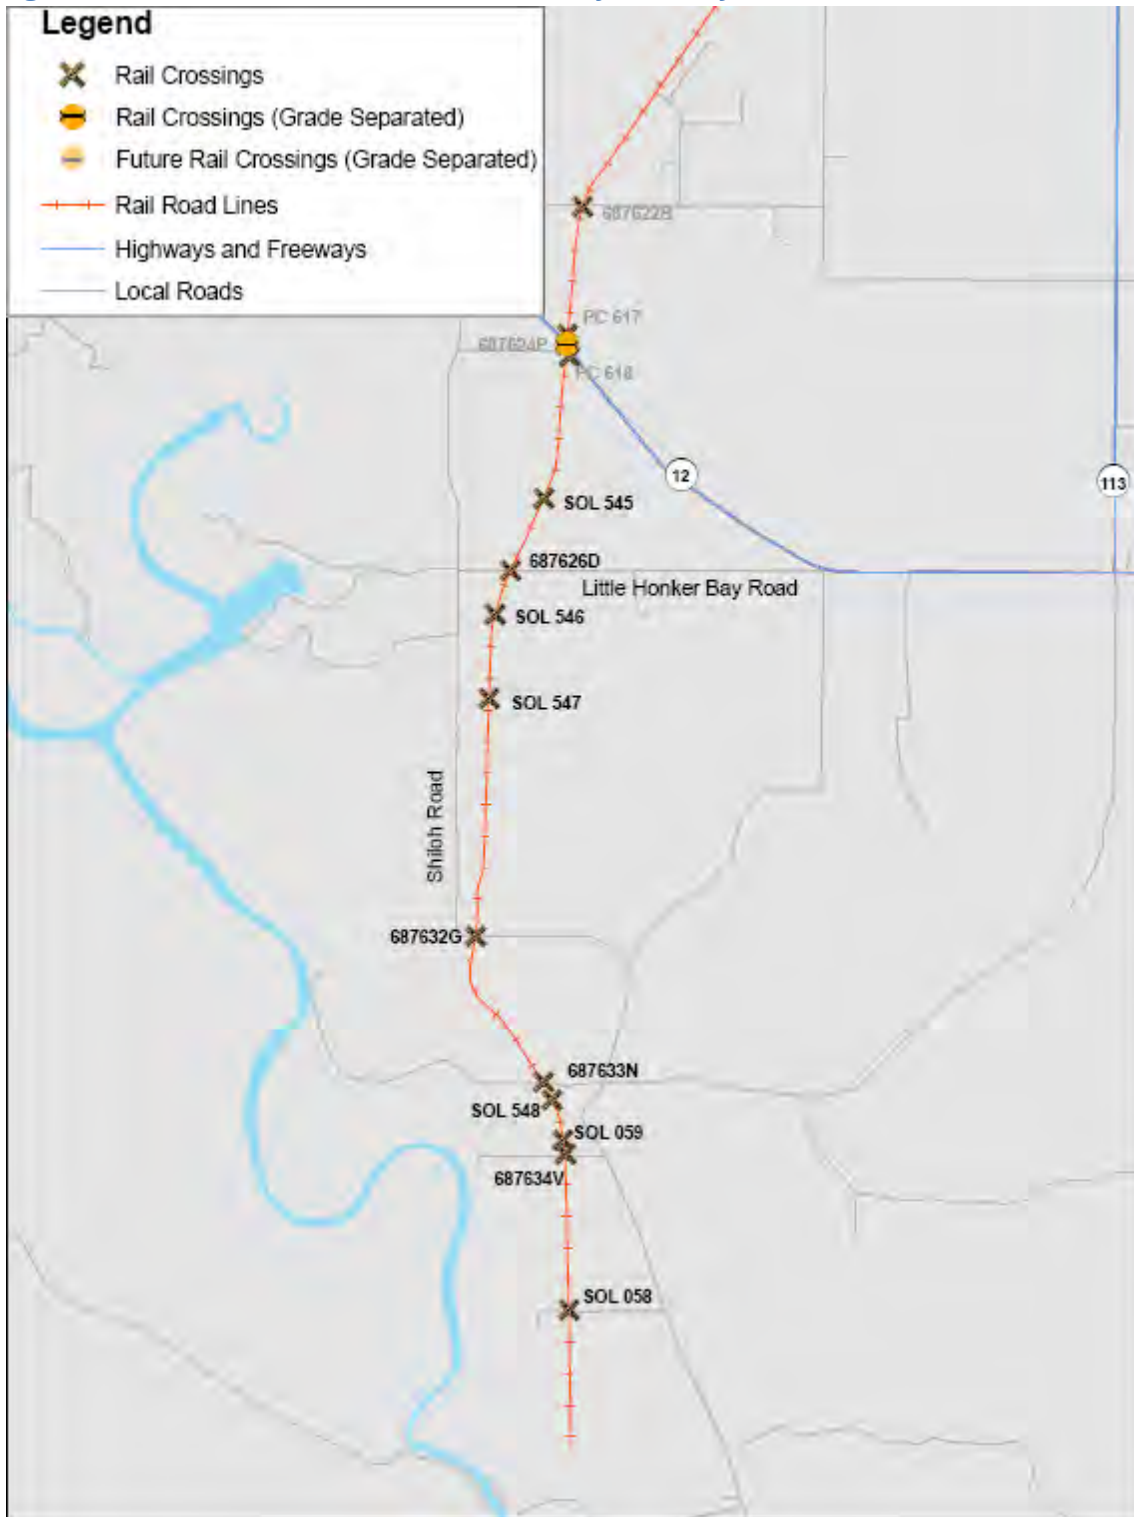 Legend
Rail Crossings
Rail Crossings (Grade Separated)
Future Rail Crossings (Grade Separated)
Rail Road Lines
Highways and Freeways
Local Roads
687622B
PC 617
687624P
PC 618
12
113
SOL 545
687626D
Little Honker Bay Road
SOL 546
SOL 547
Shiloh Road
687632G
687633N
SOL 548
SOL 059
687634V
SOL 058